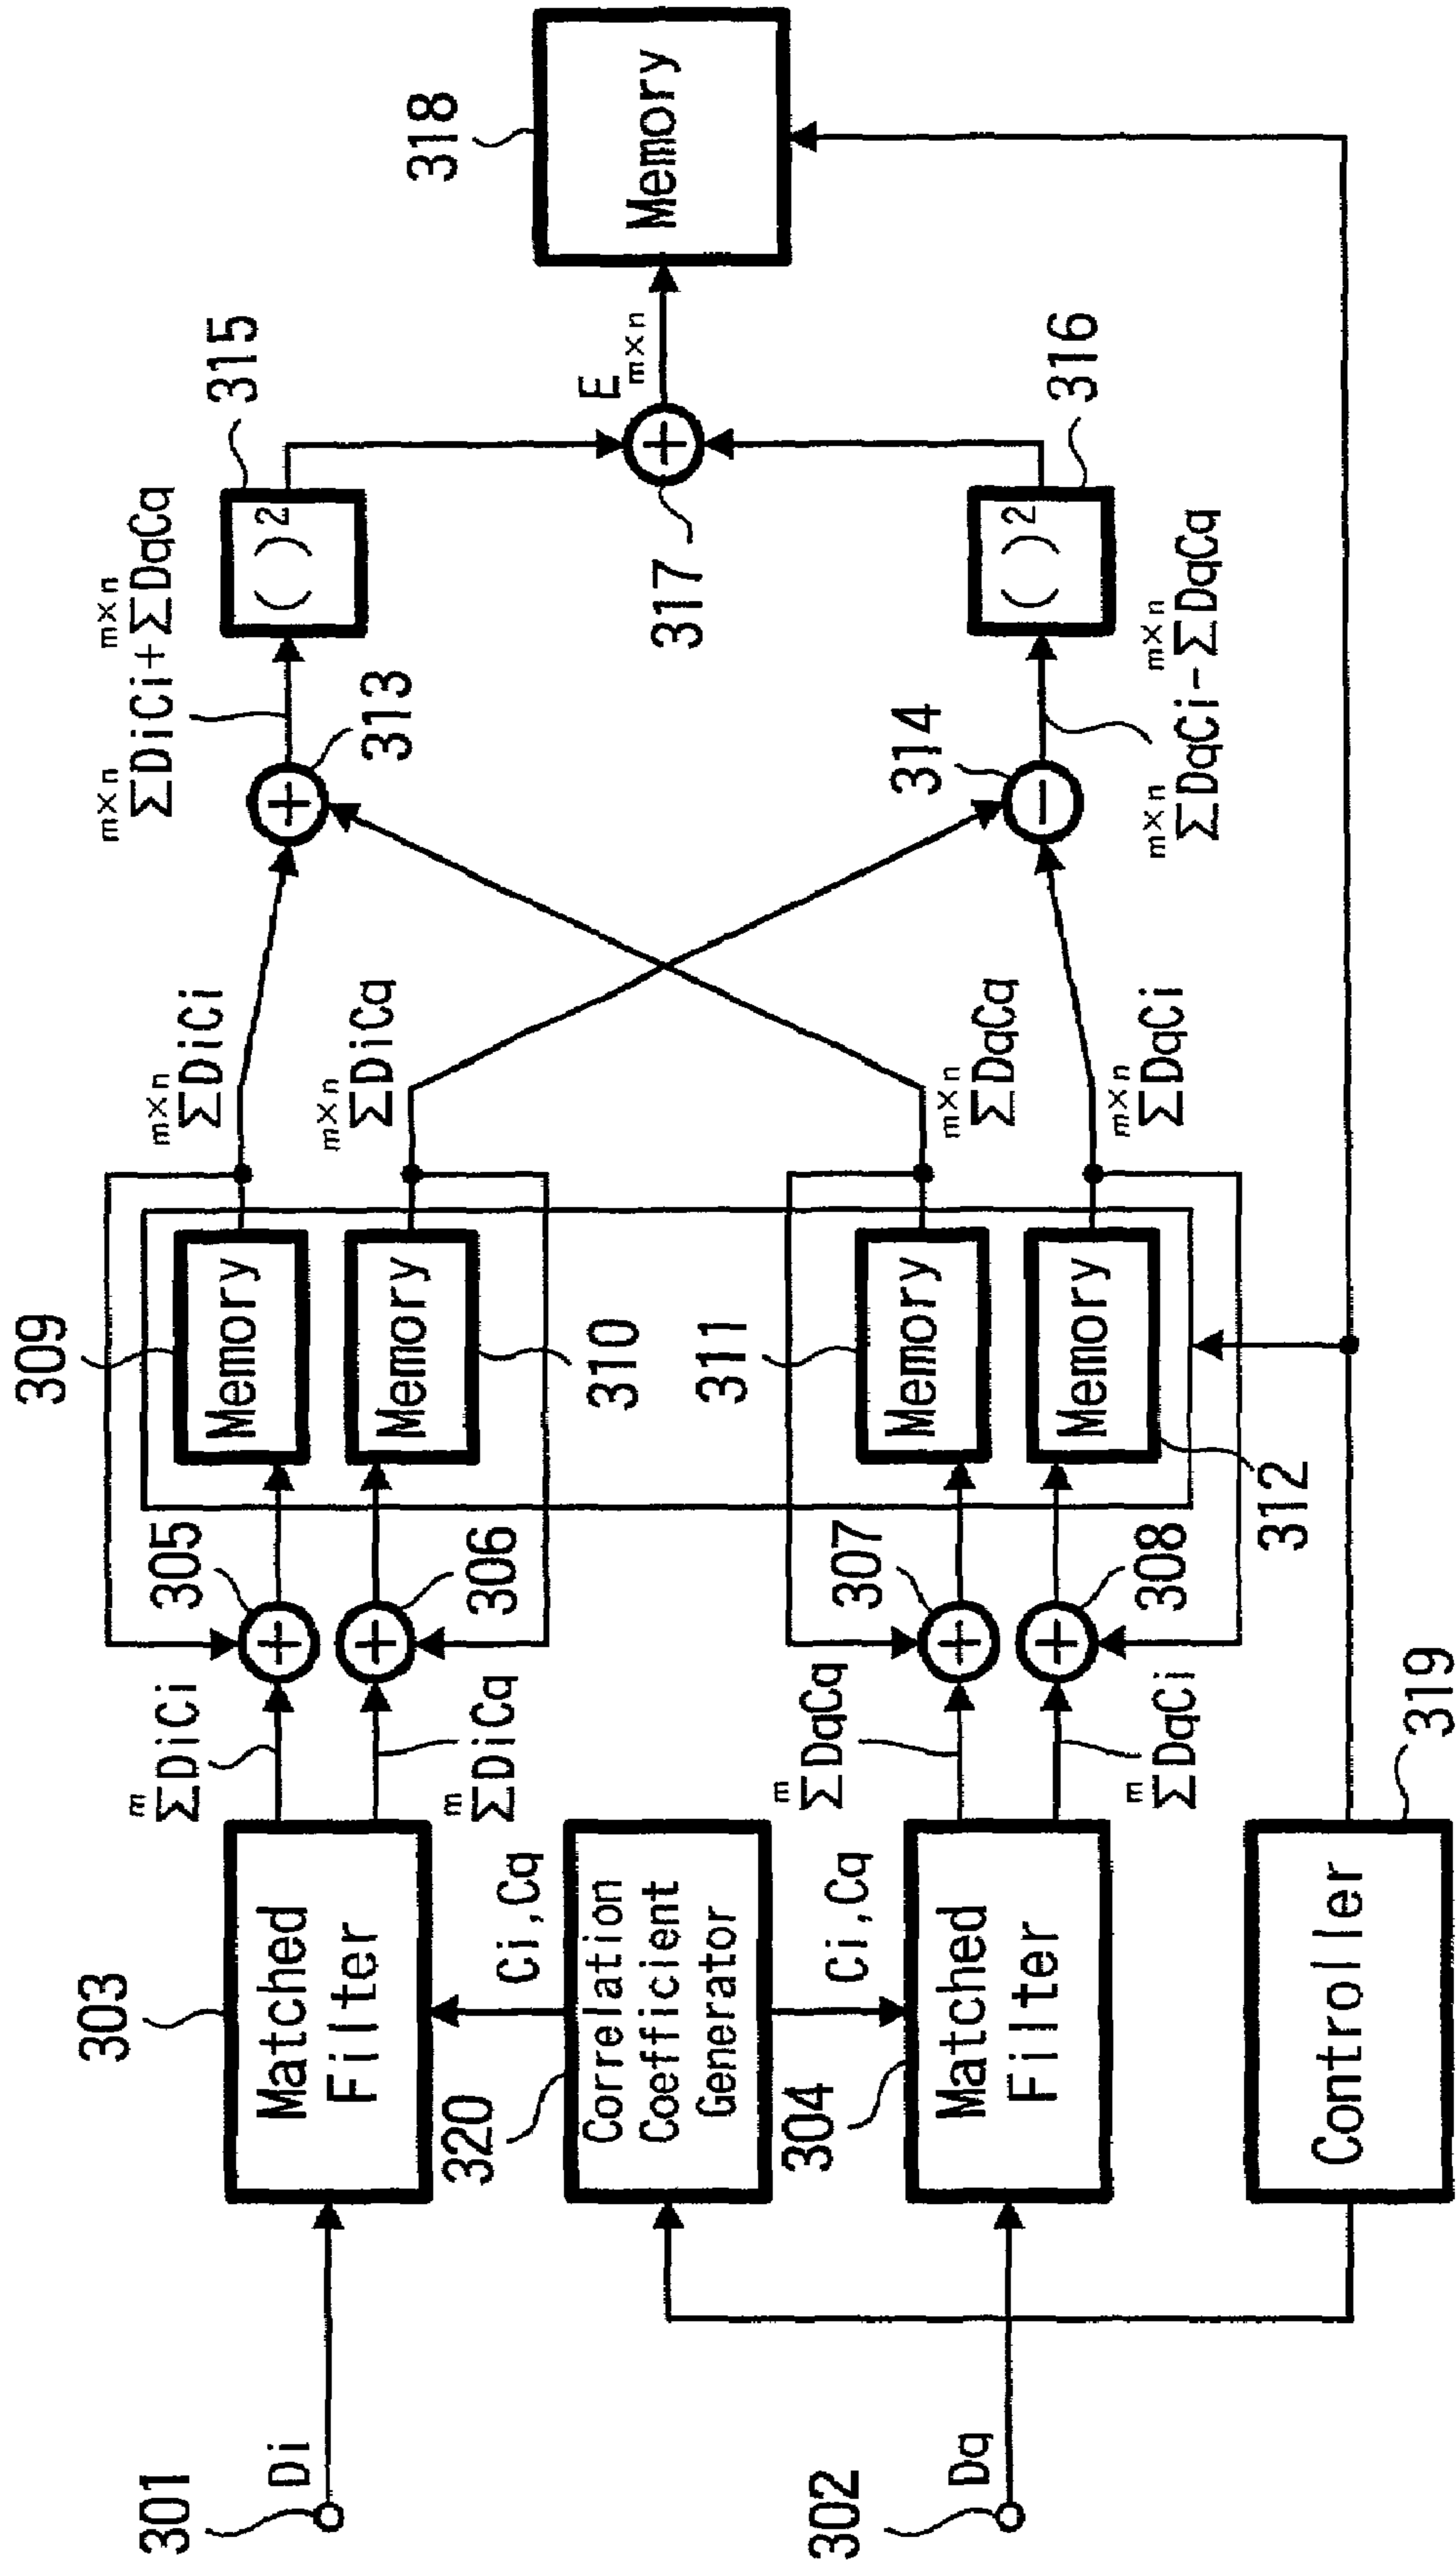 301
Di
303
Matched
Filter
m
ΣDiCi
m
ΣDiCq
305
306
309
Memory
Memory
310
m×n
ΣDiCi
m×n
ΣDiCq
m×n m×n
ΣDiCi+ΣDqCq
313
( )²
315
Ci,Cq
320
Correlation
Coefficient
Generator
Ci,Cq
317
E
m×n
318
Memory
302
Dq
304
Matched
Filter
m
ΣDqCq
m
ΣDqCi
307
308
311
Memory
Memory
312
m×n
ΣDqCq
m×n
ΣDqCi
314
m×n m×n
ΣDqCi-ΣDqCq
( )²
316
Controller
319
+
+
+
+
+
−
+